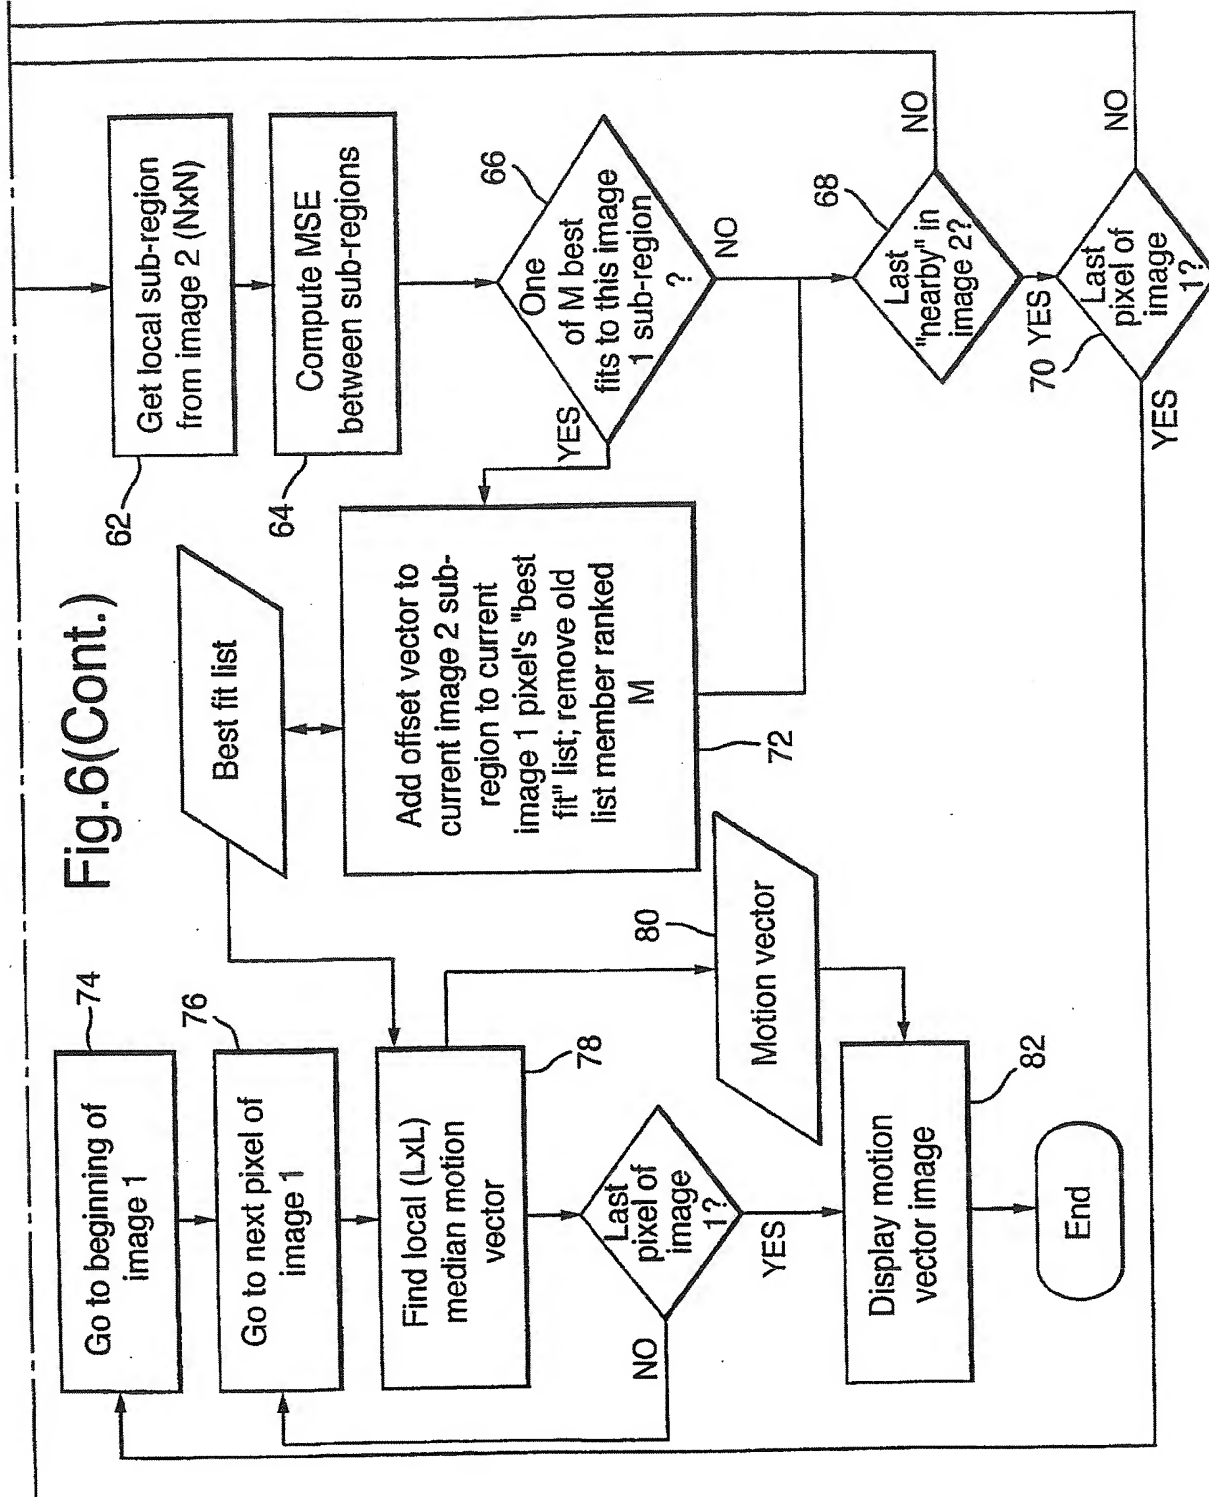 Fig.6(Cont.)
62
Get local sub-region
from image 2 (NxN)
64
Compute MSE
between sub-regions
66
One
of M best
fits to this image
1 sub-region
?
YES
NO
Best fit list
Add offset vector to
current image 2 sub-
region to current
image 1 pixel's "best
fit" list; remove old
list member ranked
M
72
68
Last
"nearby" in
image 2?
NO
YES
70
Last
pixel of
image
1?
NO
YES
74
Go to beginning of
image 1
76
Go to next pixel of
image 1
Find local (LxL)
median motion
vector
78
Last
pixel of
image
1?
NO
YES
80
Motion vector
Display motion
vector image
82
End